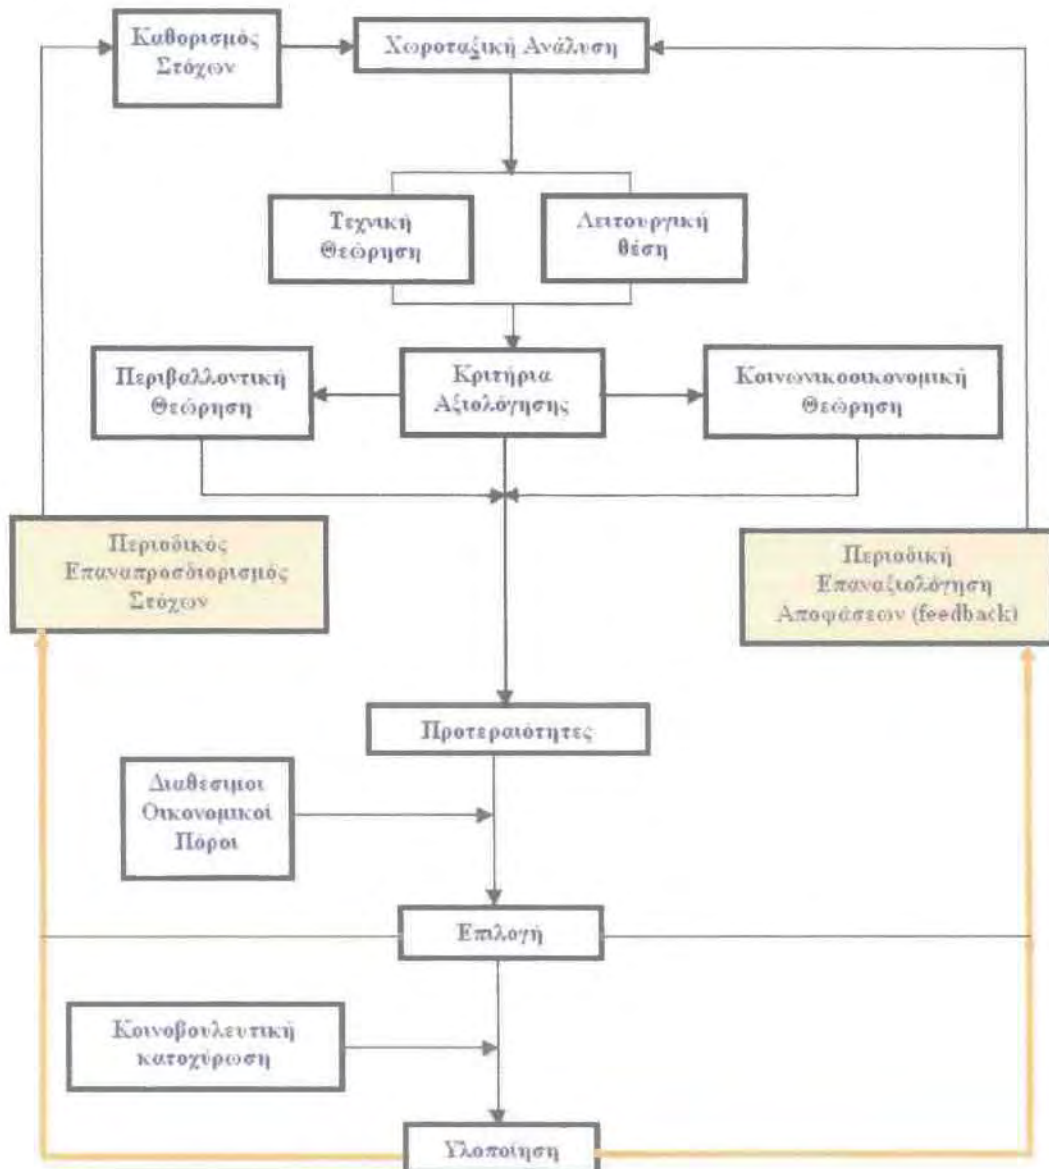 Καθορισμός
Στόχων
Χωροταξική Ανάλυση
Τεχνική
Θεώρηση
Λειτουργική
θέση
Περιβαλλοντική
Θεώρηση
Κριτήρια
Αξιολόγησης
Κοινωνικοοικονομική
Θεώρηση
Περιοδικός
Επαναπροσδιορισμός
Στόχων
Περιοδική
Επαναξιολόγηση
Αποφάσεων (feedback)
Προτεραιότητες
Διαθέσιμοι
Οικονομικοί
Πόροι
Επιλογή
Κοινοβουλευτική
κατοχύρωση
Υλοποίηση